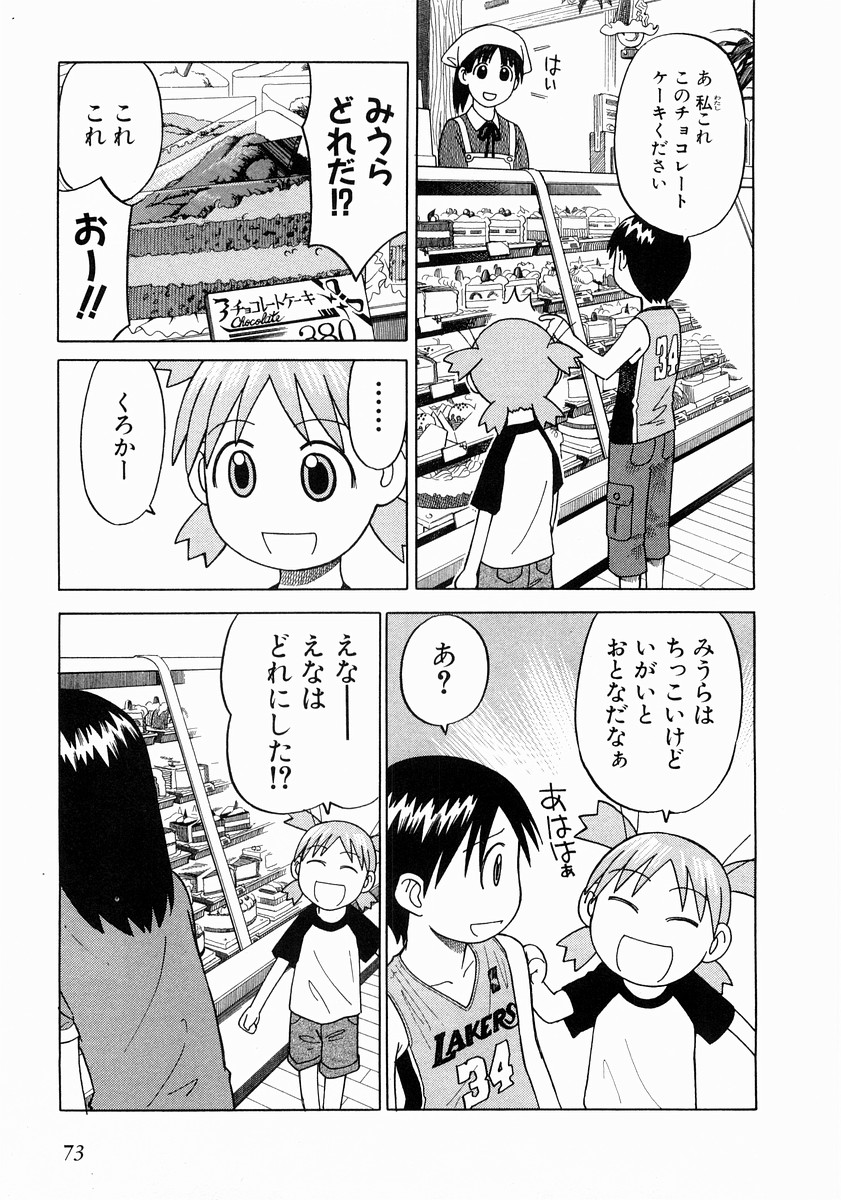 あ 私これ
このチョコレート
ケーキください
わたし
はい
34
みうら
どれだ!?
これ
これ
おー!!
チョコレートケーキ
Chocolate
380
……
くろかー
みうらは
ちっこいけど
いがいと
おとなだなぁ
あ?
あははぁ
LAKERS
34
えなー
えなは
どれにした!?
73